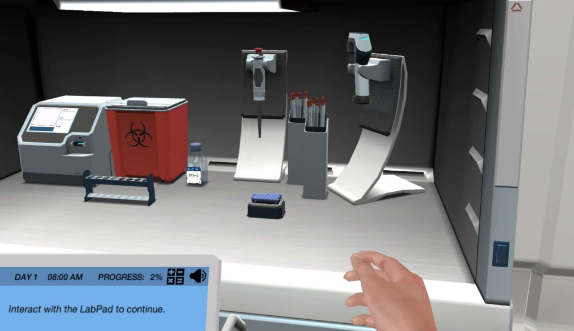 DAY 1 08:00 AM PROGRESS: 2%
Interact with the LabPad to continue.